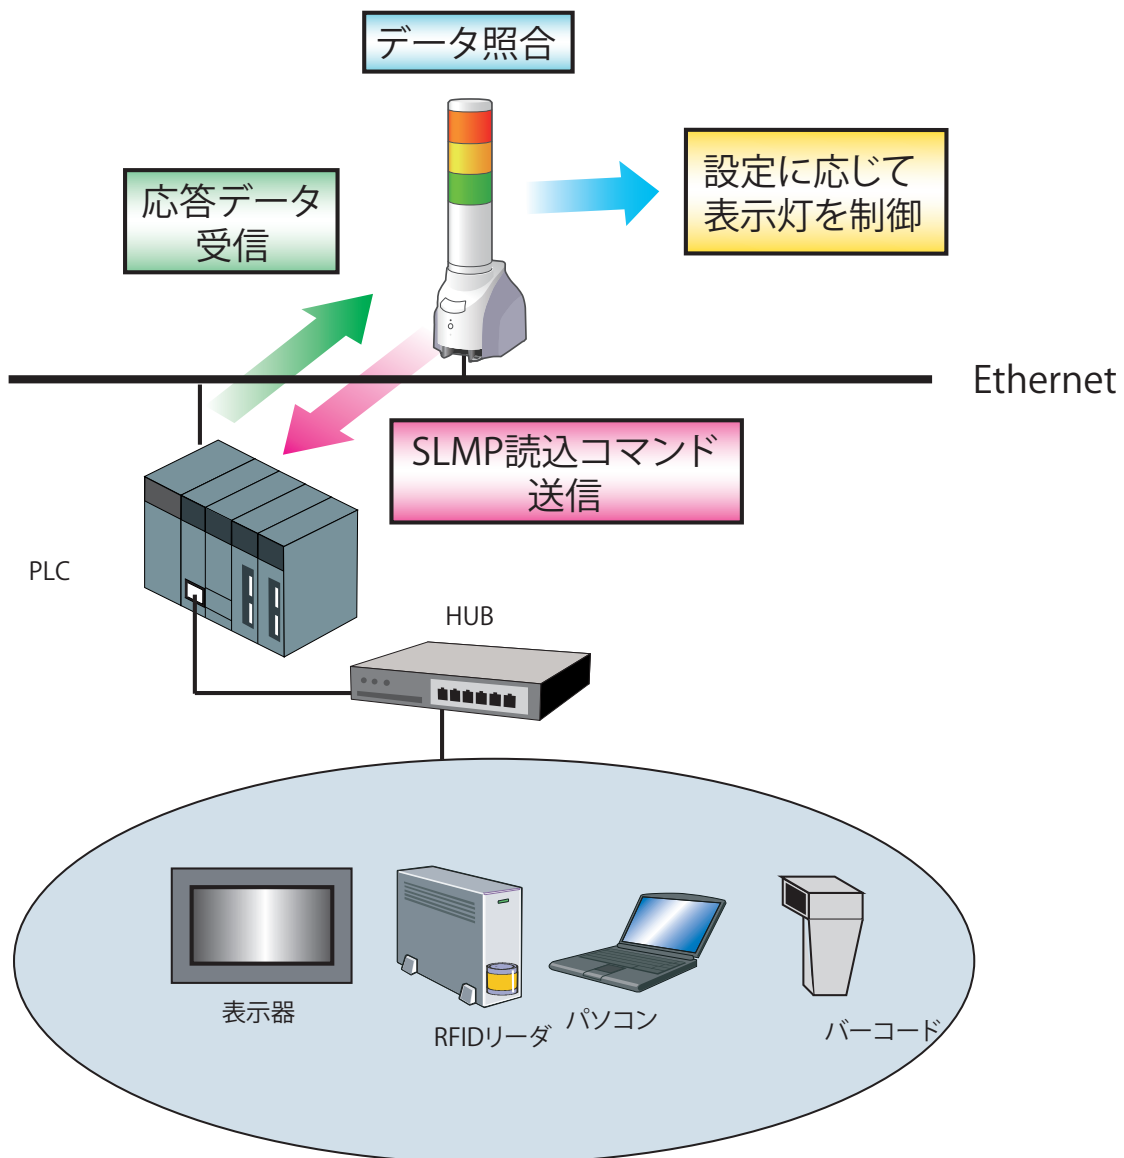 データ照合
設定に応じて
表示灯を制御
応答データ
受信
Ethernet
SLMP読込コマンド
送信
PLC
HUB
表示器
RFIDリーダ
パソコン
バーコード